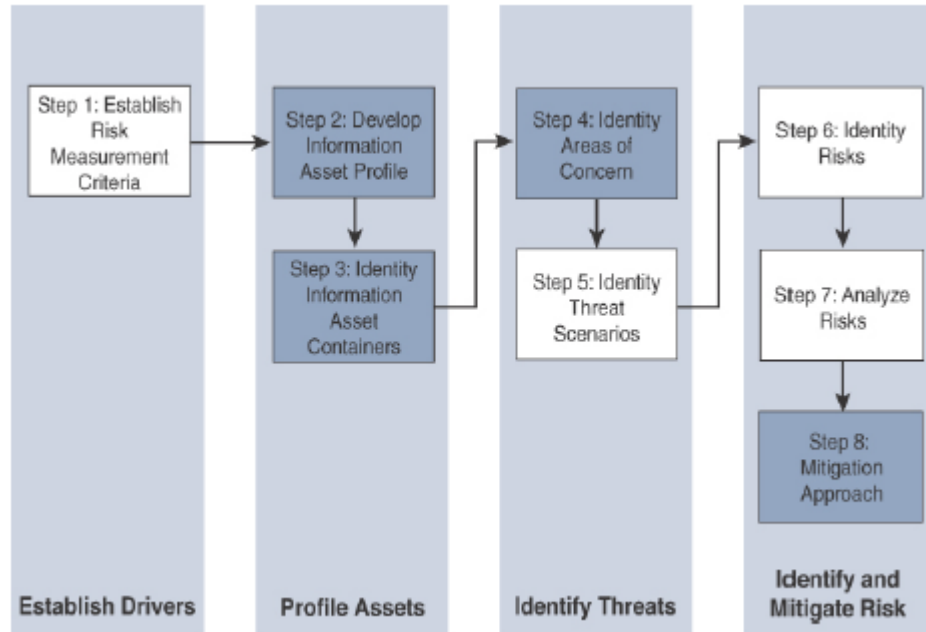 Step 1: Establish
Risk
Measurement
Criteria
Step 2: Develop
Information
Asset Profile
Step 3: Identity
Information
Asset
Containers
Step 4: Identity
Areas of
Concern
Step 5: Identity
Threat
Scenarios
Step 6: Identity
Risks
Step 7: Analyze
Risks
Step 8:
Mitigation
Approach
Establish Drivers
Profile Assets
Identify Threats
Identify and
Mitigate Risk